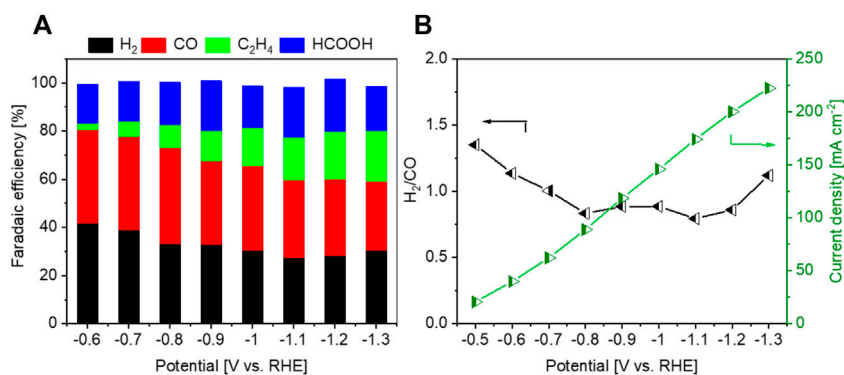 A
H₂ CO C₂H₄ HCOOH
Faradaic efficiency [%]
100
80
60
40
20
0
-0.6 -0.7 -0.8 -0.9 -1 -1.1 -1.2 -1.3
Potential [V vs. RHE]
B
H₂/CO
2.0
1.5
1.0
0.5
0.0
-0.5 -0.6 -0.7 -0.8 -0.9 -1 -1.1 -1.2 -1.3
Potential [V vs. RHE]
250
200
150
100
50
0
Current density [mA cm⁻²]